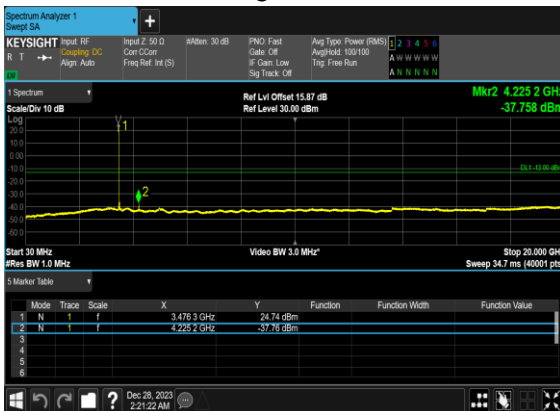 Spectrum Analyzer 1
Swept SA
KEYSIGHT Input: RF Input Z: 50 Ω #Atten: 30 dB PNO: Fast Avg Type: Power (RMS) 1 2 3 4 5 6
R T Coupling: DC Corr CCorr Gate: Off Avg|Hold: 100/100 A W W W W W
Align: Auto Freq Ref: Int (S) IF Gain: Low Trig: Free Run
Sig Track: Off A N N N N N
LV
1 Spectrum Ref Lvl Offset 15.87 dB Mkr2 4.225 2 GHz
Scale/Div 10 dB Ref Level 30.00 dBm -37.758 dBm
Log
20.0 1
10.0
0.00
-10.0 DL1 -13.00 dBm
-20.0
-30.0 2
-40.0
-50.0
-60.0
Start 30 MHz Video BW 3.0 MHz* Stop 20.000 GHz
#Res BW 1.0 MHz Sweep 34.7 ms (40001 pts)
5 Marker Table
Mode Trace Scale X Y Function Function Width Function Value
1 N 1 f 3.476 3 GHz 24.74 dBm
2 N 1 f 4.225 2 GHz -37.76 dBm
3
4
5
6
Dec 28, 2023
2:21:22 AM